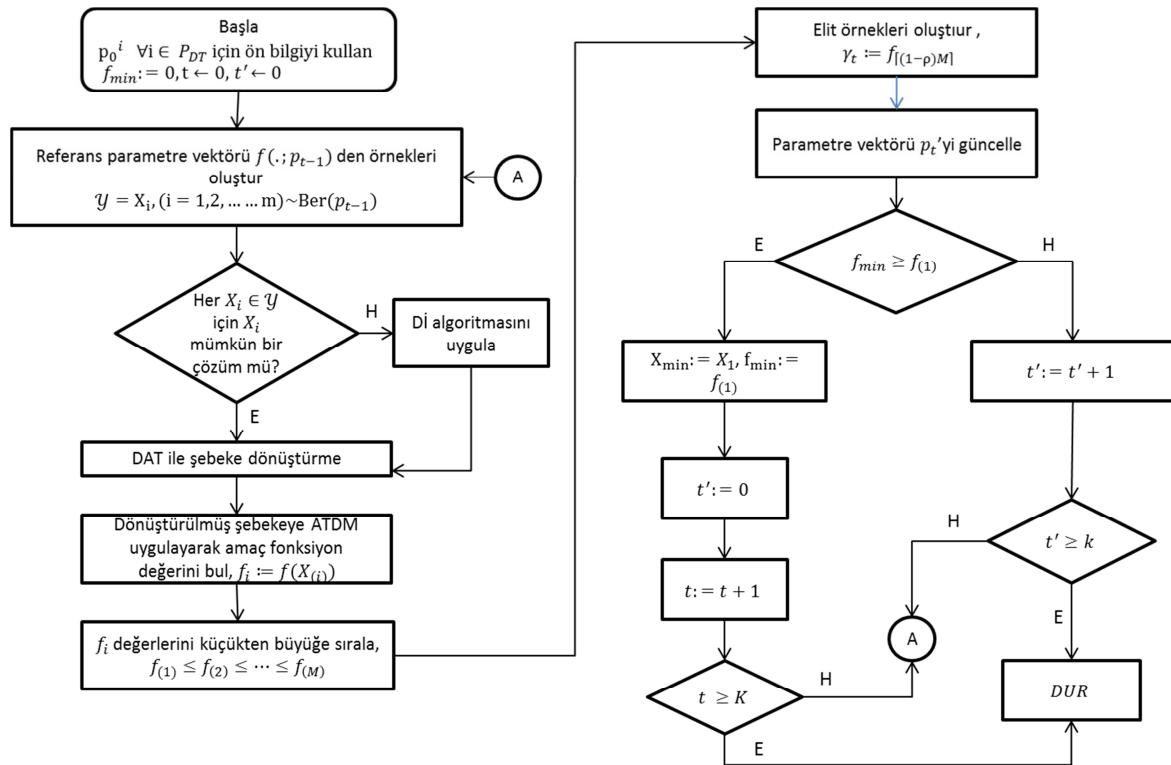 Başla
p₀ⁱ ∀i ∈ P_DT için ön bilgiyi kullan
f_min: = 0, t ← 0, t′ ← 0
Referans parametre vektörü f(.; p_{t−1}) den örnekleri
oluştur
𝒴 = X_i, (i = 1,2, … … m)~Ber(p_{t−1})
A
Her X_i ∈ 𝒴
için X_i
mümkün bir
çözüm mü?
H
Dİ algoritmasını
uygula
E
DAT ile şebeke dönüştürme
Dönüştürülmüş şebekeye ATDM
uygulayarak amaç fonksiyon
değerini bul, f_i := f(X_(i))
f_i değerlerini küçükten büyüğe sırala,
f_(1) ≤ f_(2) ≤ ⋯ ≤ f_(M)
Elit örnekleri oluştıur ,
γ_t := f_⌈(1−ρ)M⌉
Parametre vektörü p_t'yi güncelle
f_min ≥ f_(1)
E
H
X_min: = X_1, f_min: =
f_(1)
t′: = 0
t: = t + 1
t ≥ K
H
E
A
t′: = t′ + 1
t′ ≥ k
H
E
DUR